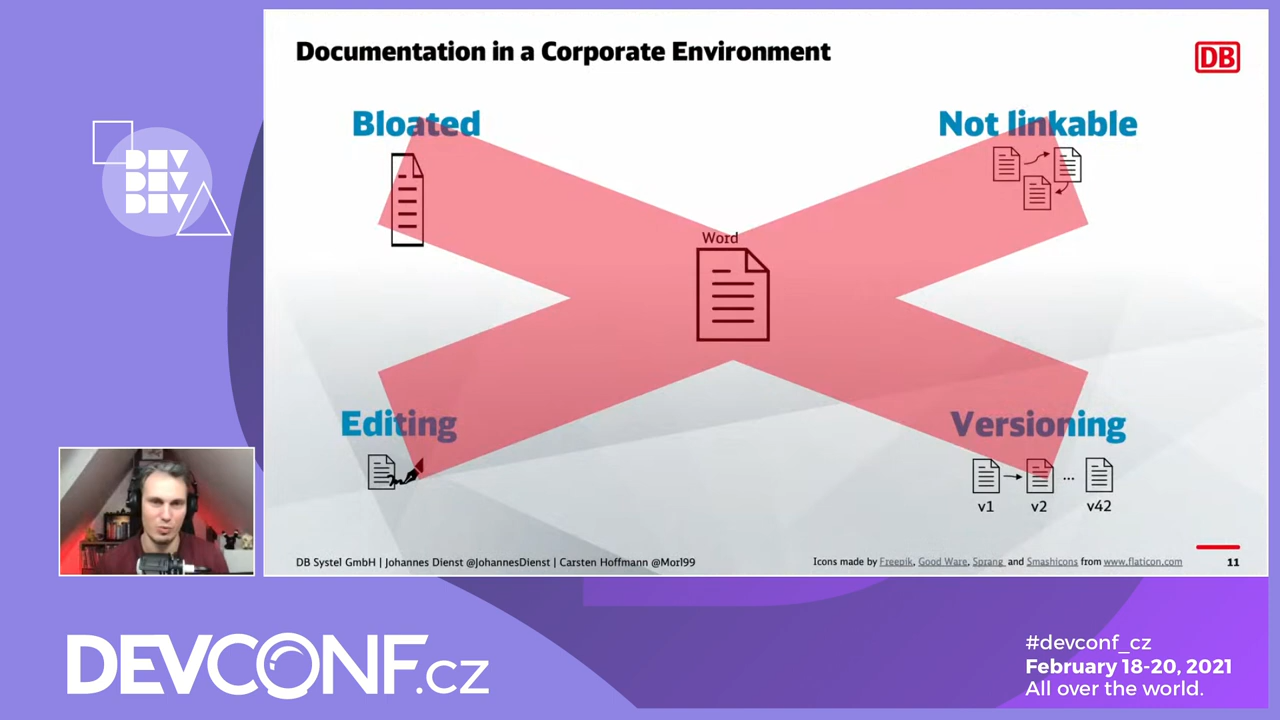 Documentation in a Corporate Environment
DB
Bloated
Not linkable
DEV
DEV
DEV
Word
Editing
Versioning
v1
v2
...
v42
DB Systel GmbH | Johannes Dienst @JohannesDienst | Carsten Hoffmann @Mor199
Icons made by Freepik, Good Ware, Sprang and Smashicons from www.flaticon.com
11
DEVCONF.cz
#devconf_cz
February 18-20, 2021
All over the world.